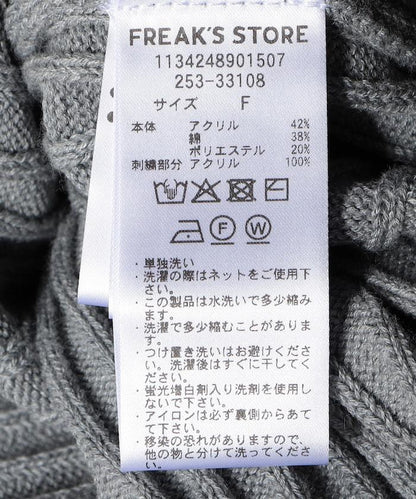 FREAK'S STORE
1134248901507
253-33108
サイズ F
本体 アクリル 42%
綿 38%
ポリエステル 20%
刺繍部分 アクリル 100%
F W
・単独洗い
・洗濯の際はネットをご使用下
さい。
・この製品は水洗いで多少縮み
ます。
・洗濯で多少縮むことがありま
す。
・つけ置き洗いはお避けくださ
い。洗濯後はすぐに干してくだ
さい。
・蛍光増白剤入り洗剤を使用し
ないでください。
・アイロンは必ず裏側からあて
て下さい。
・移染の恐れがありますので、
他の物と分けて洗ってください。